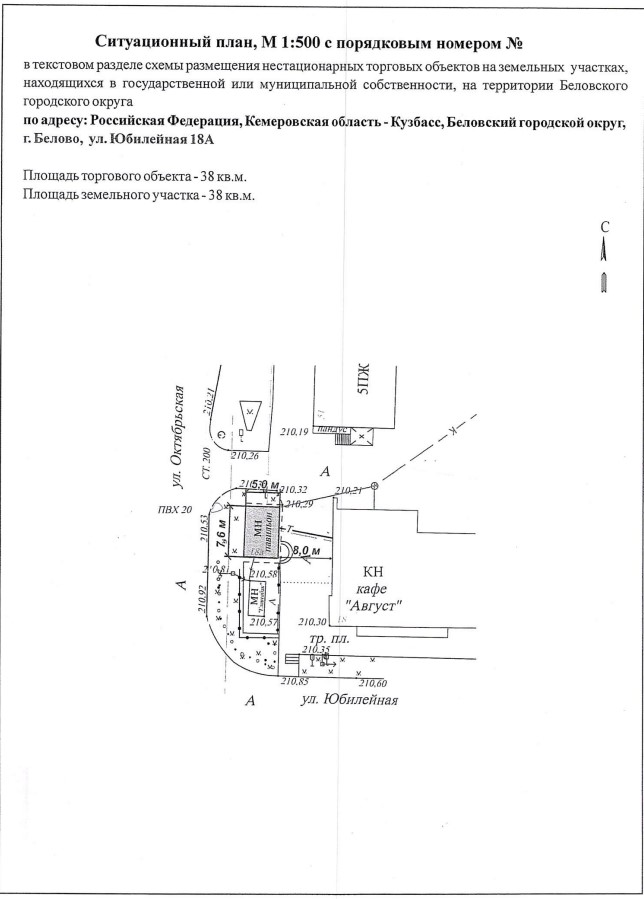 Ситуационный план, М 1:500 с порядковым номером №
в текстовом разделе схемы размещения нестационарных торговых объектов на земельных участках,
находящихся в государственной или муниципальной собственности, на территории Беловского
городского округа
по адресу: Российская Федерация, Кемеровская область - Кузбасс, Беловский городской округ,
г. Белово, ул. Юбилейная 18А
Площадь торгового объекта - 38 кв.м.
Площадь земельного участка - 38 кв.м.
С
5ПЖ
ул. Октябрьская
210,21
пандус
210,19
К
СТ. 200
210,26
А
5,0 м
210,32
210,21
210,29
ПВХ 20
210,53
7,6 м
МН
павильон
Т
8,0 м
18а
КН
кафе
"Август"
210,58
А
210,92
МН
210,57
210,30
18
тр. пл.
210,35
210,85
210,60
А
ул. Юбилейная